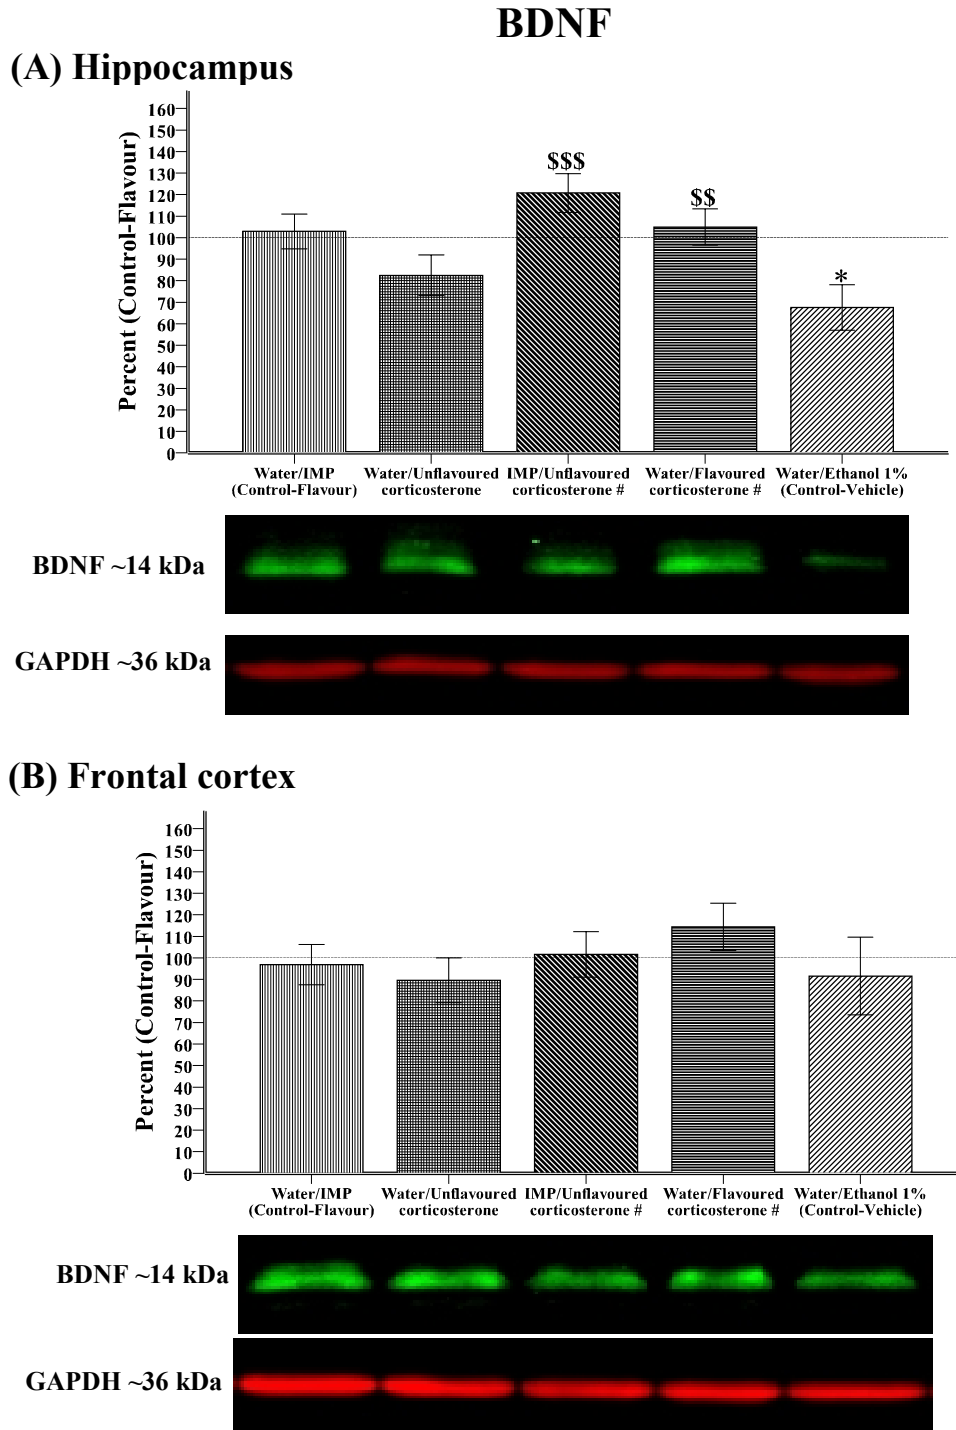 BDNF
(A) Hippocampus
Percent (Control-Flavour)
160
150
140
130
120
110
100
90
80
70
60
50
40
30
20
10
0
$$$
$$
*
Water/IMP
(Control-Flavour)
Water/Unflavoured
corticosterone
IMP/Unflavoured
corticosterone #
Water/Flavoured
corticosterone #
Water/Ethanol 1%
(Control-Vehicle)
BDNF ~14 kDa
GAPDH ~36 kDa
(B) Frontal cortex
Percent (Control-Flavour)
160
150
140
130
120
110
100
90
80
70
60
50
40
30
20
10
0
Water/IMP
(Control-Flavour)
Water/Unflavoured
corticosterone
IMP/Unflavoured
corticosterone #
Water/Flavoured
corticosterone #
Water/Ethanol 1%
(Control-Vehicle)
BDNF ~14 kDa
GAPDH ~36 kDa